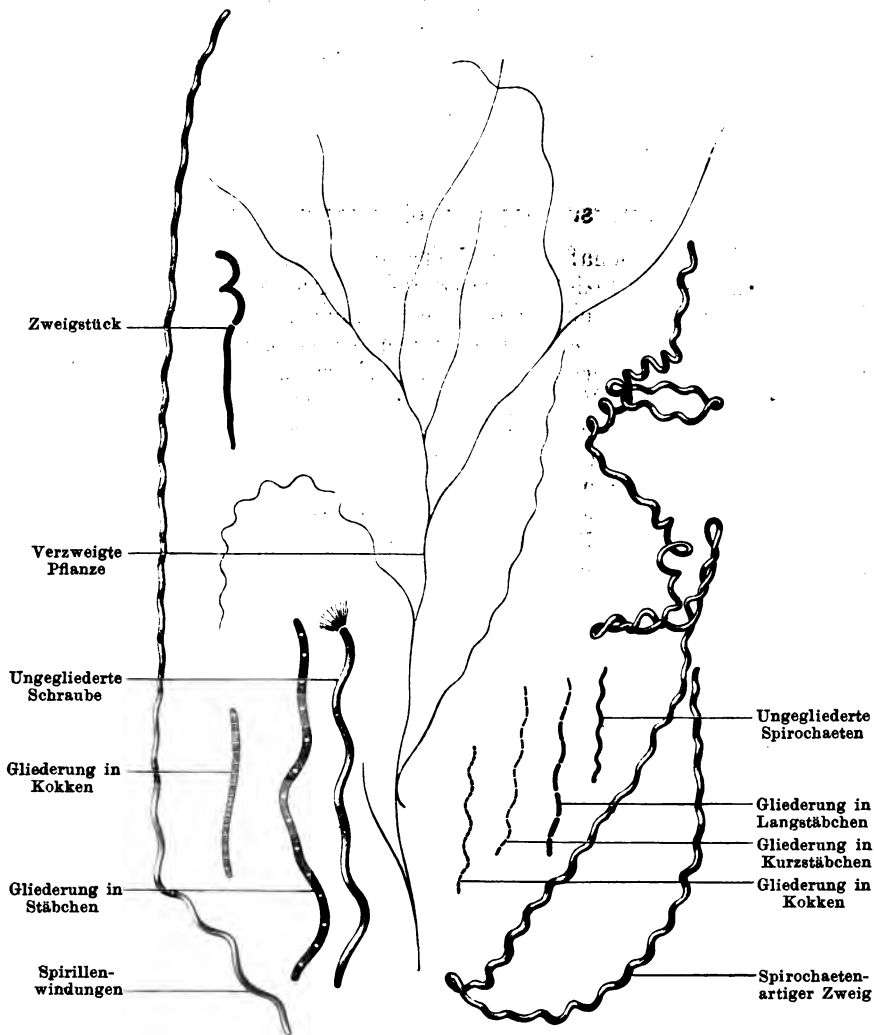 Zweigstück
Verzweigte
Pflanze
Ungegliederte
Schraube
Gliederung in
Kokken
Gliederung in
Stäbchen
Spirillen-
windungen
Ungegliederte
Spirochaeten
Gliederung in
Langstäbchen
Gliederung in
Kurzstäbchen
Gliederung in
Kokken
Spirochaeten-
artiger Zweig